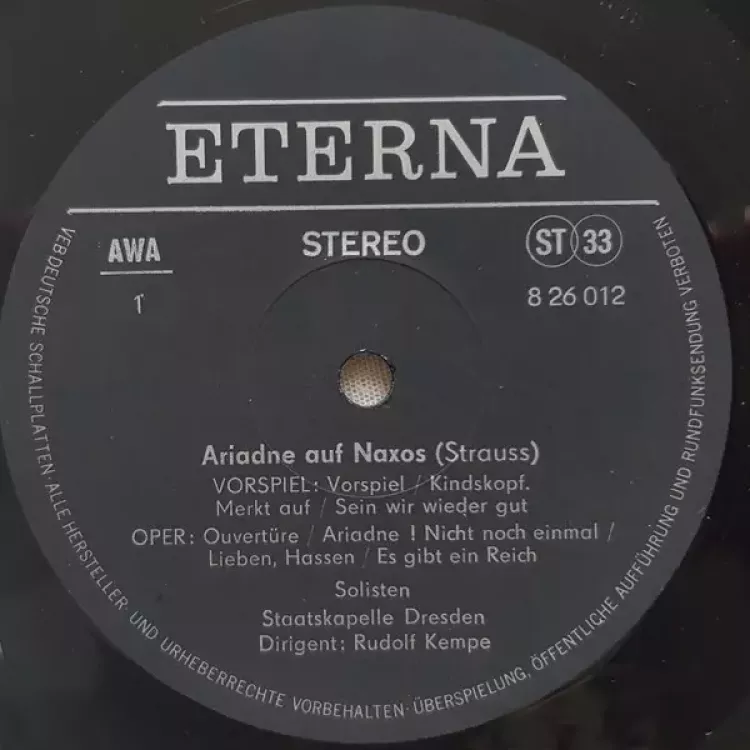 ETERNA
AWA
STEREO
ST 33
1
8 26 012
Ariadne auf Naxos (Strauss)
VORSPIEL: Vorspiel / Kindskopf.
Merkt auf / Sein wir wieder gut
OPER: Ouvertüre / Ariadne ! Nicht noch einmal /
Lieben, Hassen / Es gibt ein Reich
Solisten
Staatskapelle Dresden
Dirigent: Rudolf Kempe
VEB DEUTSCHE SCHALLPLATTEN · ALLE HERSTELLER- UND URHEBERRECHTE VORBEHALTEN · ÜBERSPIELUNG, ÖFFENTLICHE AUFFÜHRUNG UND RUNDFUNKSENDUNG VERBOTEN